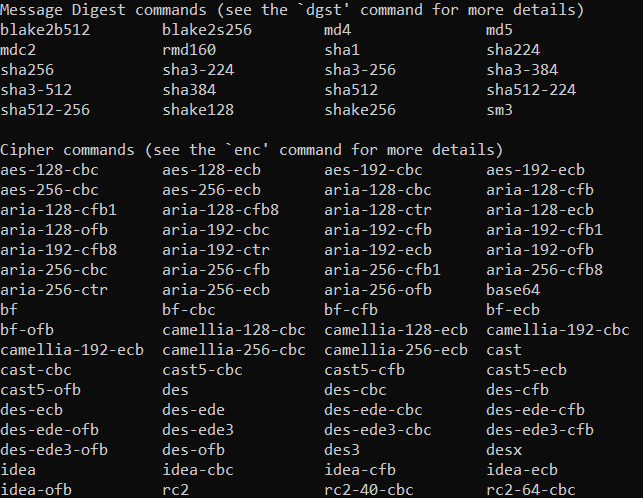 Message Digest commands (see the `dgst' command for more details)
blake2b512 blake2s256 md4 md5
mdc2 rmd160 sha1 sha224
sha256 sha3-224 sha3-256 sha3-384
sha3-512 sha384 sha512 sha512-224
sha512-256 shake128 shake256 sm3
Cipher commands (see the `enc' command for more details)
aes-128-cbc aes-128-ecb aes-192-cbc aes-192-ecb
aes-256-cbc aes-256-ecb aria-128-cbc aria-128-cfb
aria-128-cfb1 aria-128-cfb8 aria-128-ctr aria-128-ecb
aria-128-ofb aria-192-cbc aria-192-cfb aria-192-cfb1
aria-192-cfb8 aria-192-ctr aria-192-ecb aria-192-ofb
aria-256-cbc aria-256-cfb aria-256-cfb1 aria-256-cfb8
aria-256-ctr aria-256-ecb aria-256-ofb base64
bf bf-cbc bf-cfb bf-ecb
bf-ofb camellia-128-cbc camellia-128-ecb camellia-192-cbc
camellia-192-ecb camellia-256-cbc camellia-256-ecb cast
cast-cbc cast5-cbc cast5-cfb cast5-ecb
cast5-ofb des des-cbc des-cfb
des-ecb des-ede des-ede-cbc des-ede-cfb
des-ede-ofb des-ede3 des-ede3-cbc des-ede3-cfb
des-ede3-ofb des-ofb des3 desx
idea idea-cbc idea-cfb idea-ecb
idea-ofb rc2 rc2-40-cbc rc2-64-cbc